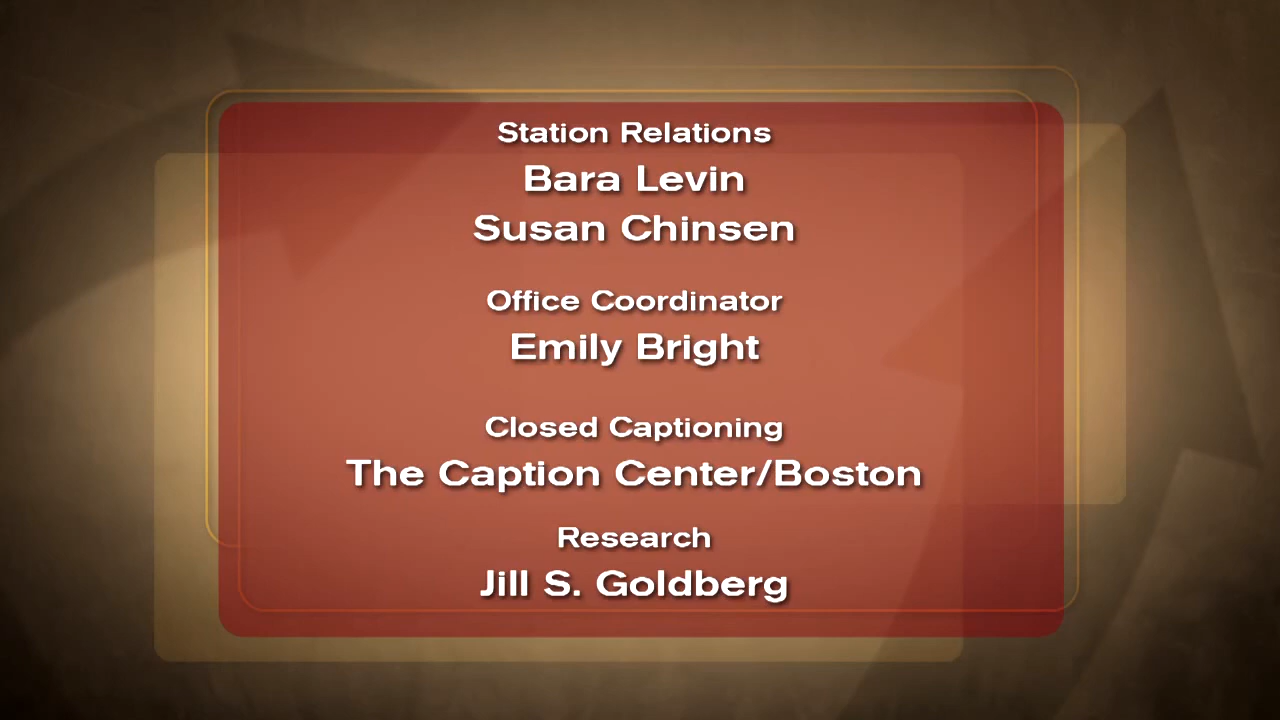 Station Relations
Bara Levin
Susan Chinsen
Office Coordinator
Emily Bright
Closed Captioning
The Caption Center/Boston
Research
Jill S. Goldberg